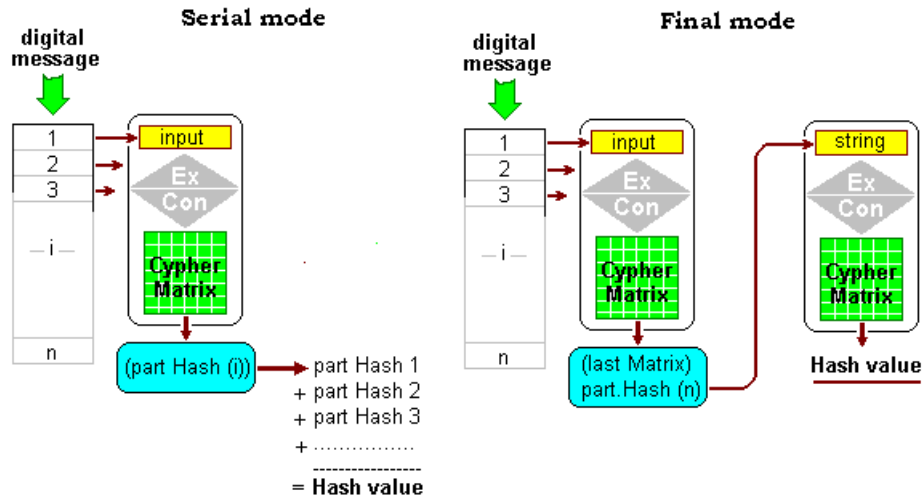 Serial mode
digital
message
1
2
3
i
n
input
Ex
Con
Cypher
Matrix
(part Hash (i))
part Hash 1
+ part Hash 2
+ part Hash 3
+ ................
---------------------
= Hash value
Final mode
digital
message
1
2
3
i
n
input
Ex
Con
Cypher
Matrix
(last Matrix)
part.Hash (n)
string
Ex
Con
Cypher
Matrix
Hash value